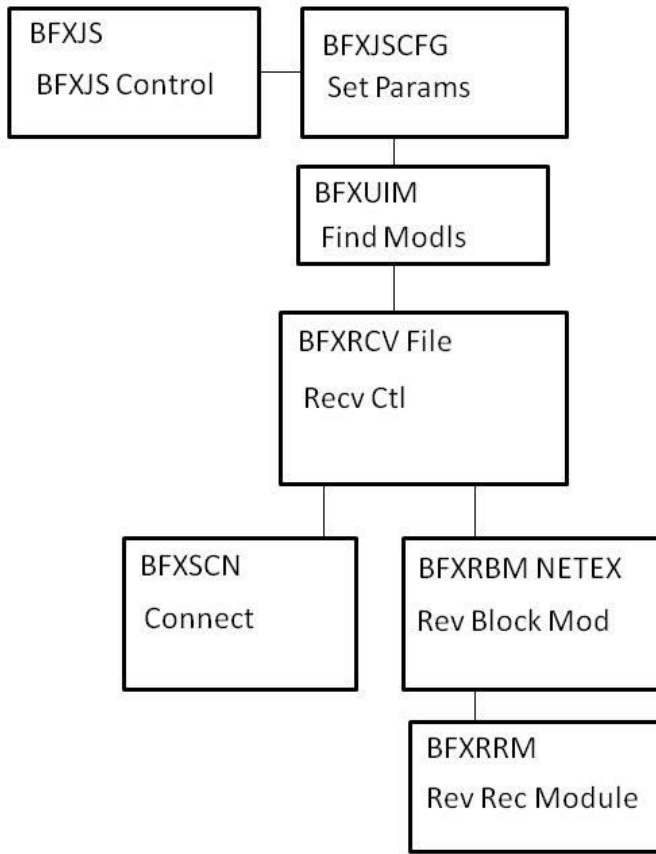 BFXJS
BFXJS Control
BFXJSCFG
Set Params
BFXUIM
Find Modls
BFXRCV File
Recv Ctl
BFXSCN
Connect
BFXRBM NETEX
Rev Block Mod
BFXRRM
Rev Rec Module